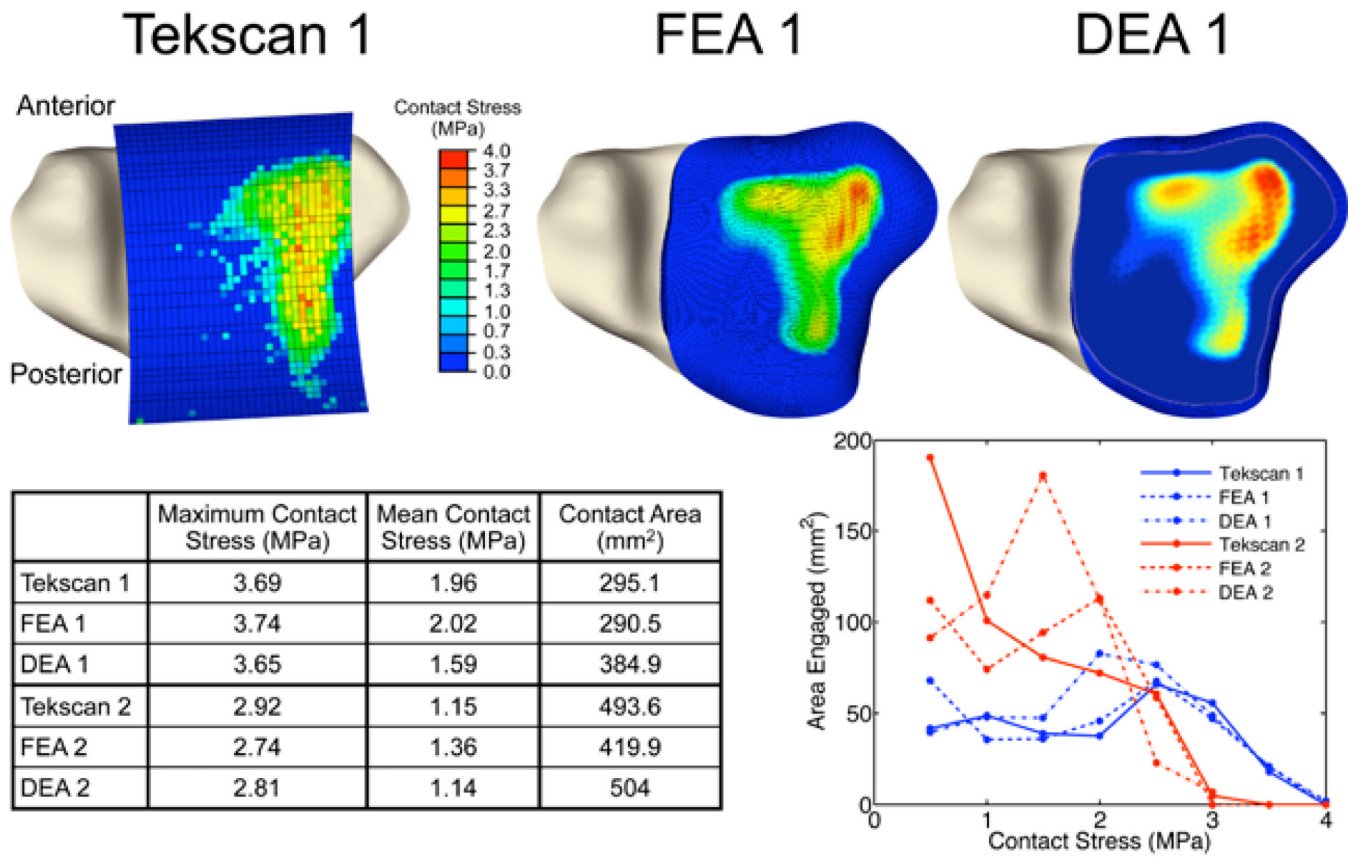 Tekscan 1
FEA 1
DEA 1
Anterior
Posterior
Contact Stress
(MPa)
4.0
3.7
3.3
2.7
2.3
2.0
1.7
1.3
1.0
0.7
0.3
0.0
Maximum Contact Stress (MPa) Mean Contact Stress (MPa) Contact Area (mm²)
Tekscan 1 3.69 1.96 295.1
FEA 1 3.74 2.02 290.5
DEA 1 3.65 1.59 384.9
Tekscan 2 2.92 1.15 493.6
FEA 2 2.74 1.36 419.9
DEA 2 2.81 1.14 504
Area Engaged (mm²)
200
150
100
50
0
0 1 2 3 4
Contact Stress (MPa)
Tekscan 1
FEA 1
DEA 1
Tekscan 2
FEA 2
DEA 2